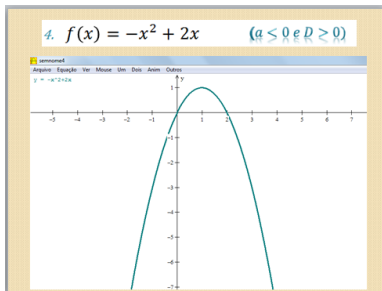 4. f(x) = −x² + 2x (a < 0 e D > 0)
semnome4
Arquivo Equação Ver Mouse Um Dois Anim Outros
y = -x^2+2x
y
1
-5 -4 -3 -2 -1 1 2 3 4 5 6 7
-1
-2
-3
-4
-5
-6
-7